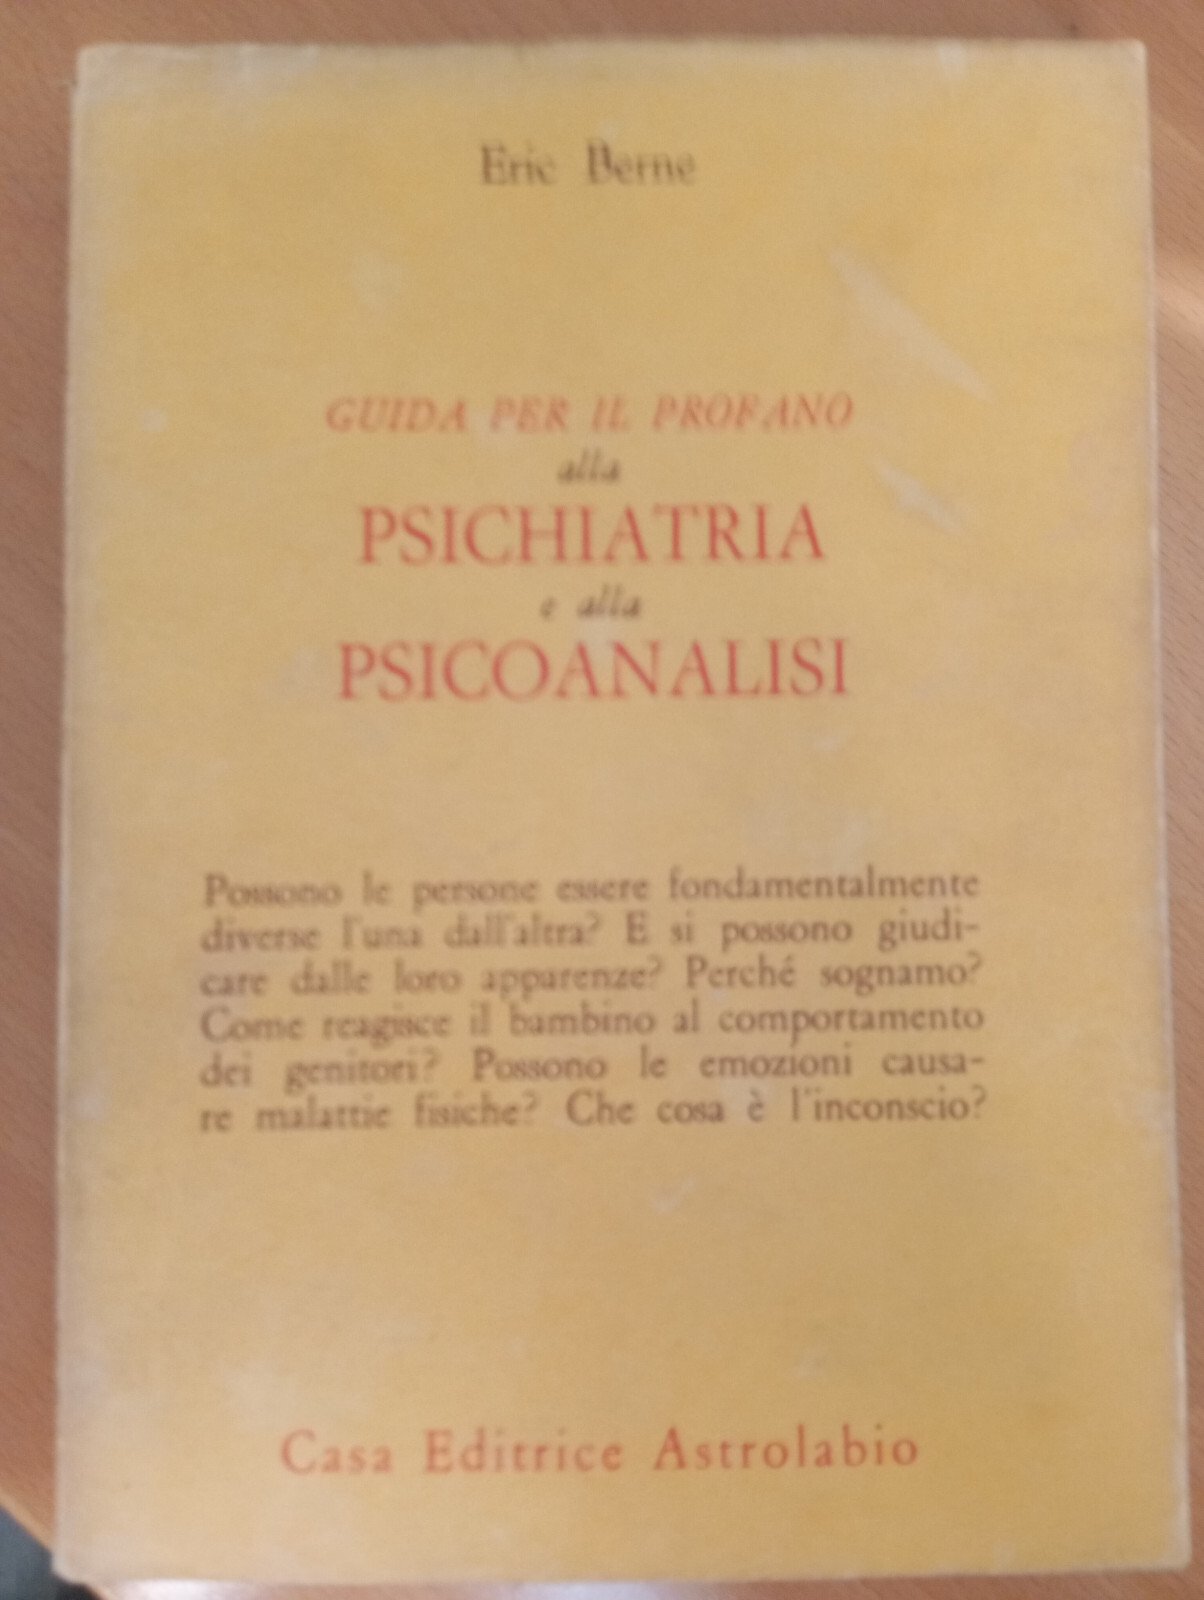 Eric Berne
GUIDA PER IL PROFANO
alla
PSICHIATRIA
e alla
PSICOANALISI
Possono le persone essere fondamentalmente
diverse l'una dall'altra? E si possono giudi-
care dalle loro apparenze? Perché sognamo?
Come reagisce il bambino al comportamento
dei genitori? Possono le emozioni causa-
re malattie fisiche? Che cosa è l'inconscio?
Casa Editrice Astrolabio